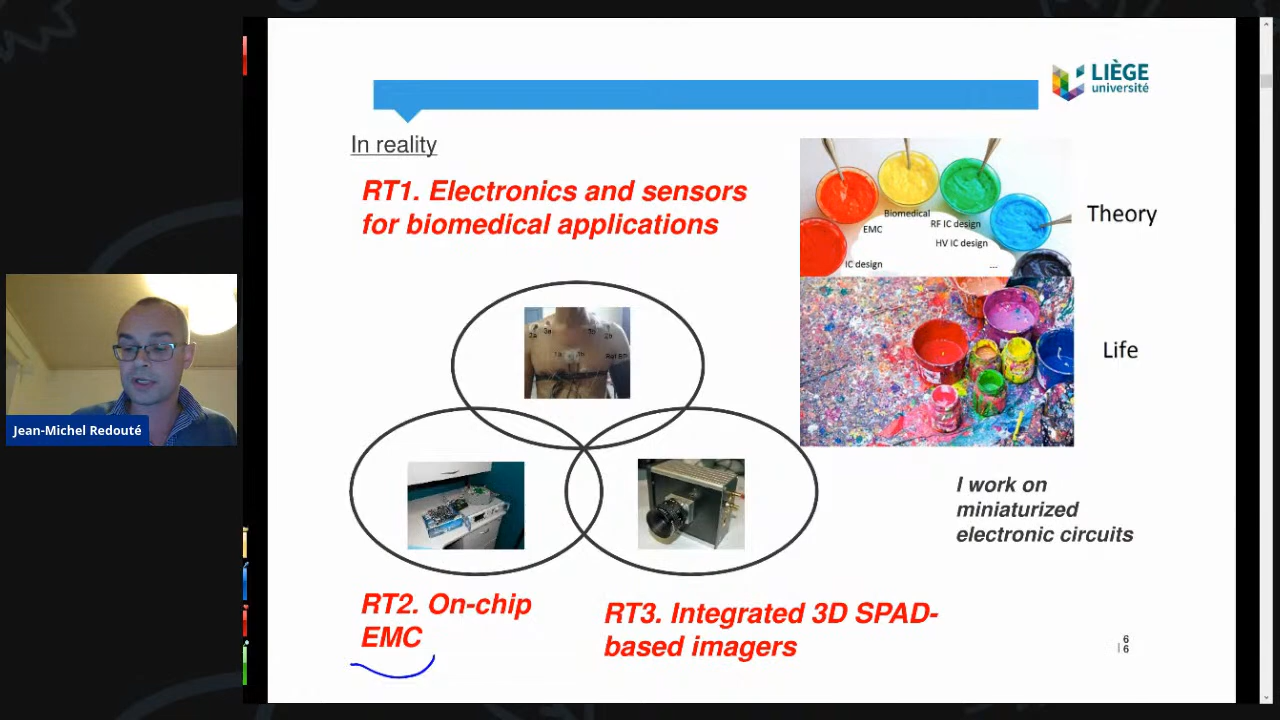 LIÈGE
université
In reality
RT1. Electronics and sensors
for biomedical applications
Biomedical
EMC
RF IC design
HV IC design
IC design
...
Theory
Life
Jean-Michel Redouté
I work on
miniaturized
electronic circuits
RT2. On-chip
EMC
RT3. Integrated 3D SPAD-
based imagers
6
6